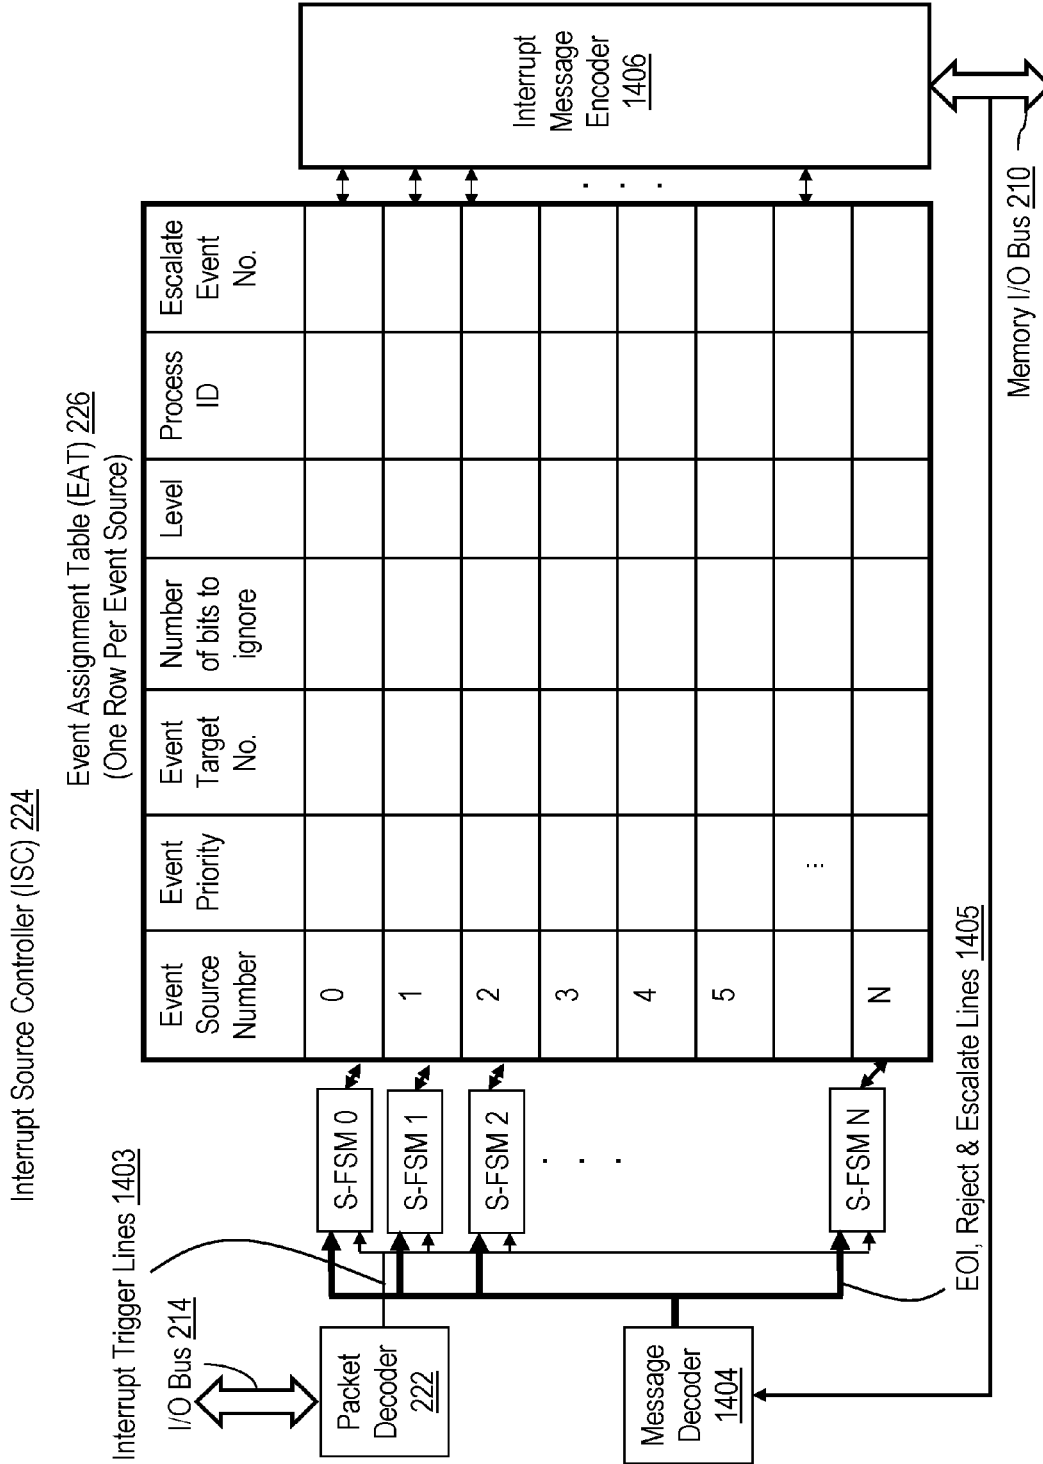 Interrupt Source Controller (ISC) 224
Event Assignment Table (EAT) 226
(One Row Per Event Source)
Interrupt Trigger Lines 1403
I/O Bus 214
Packet
Decoder
222
Message
Decoder
1404
S-FSM 0
S-FSM 1
S-FSM 2
. . .
S-FSM N
EOI, Reject & Escalate Lines 1405
Event
Source
Number
Event
Priority
Event
Target
No.
Number
of bits to
ignore
Level
Process
ID
Escalate
Event
No.
0
1
2
3
4
5
...
N
. . .
Interrupt
Message
Encoder
1406
Memory I/O Bus 210